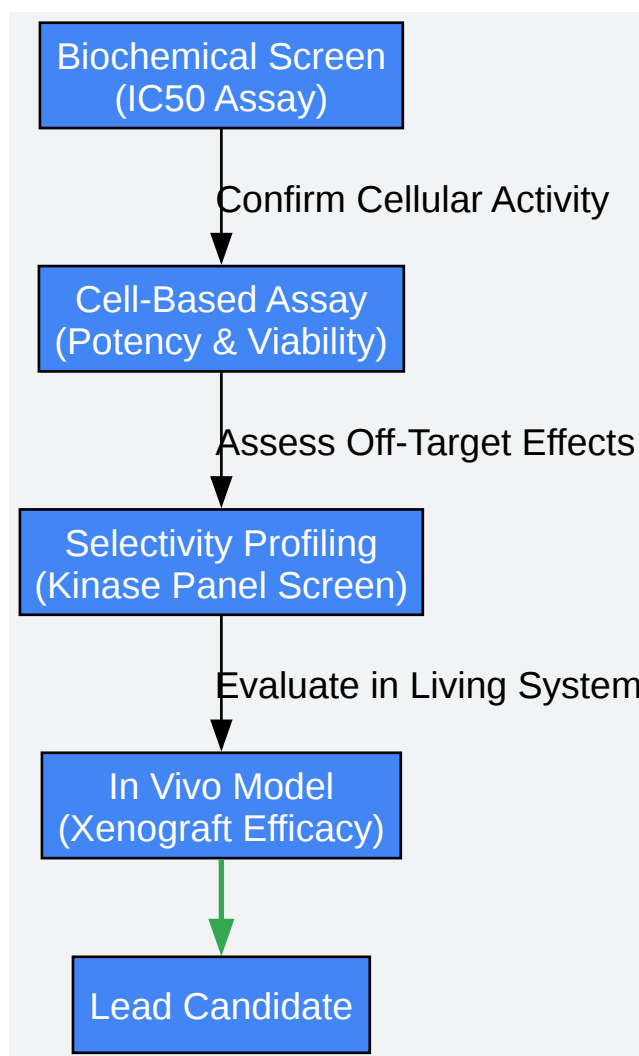 Biochemical Screen
(IC50 Assay)
Confirm Cellular Activity
Cell-Based Assay
(Potency & Viability)
Assess Off-Target Effects
Selectivity Profiling
(Kinase Panel Screen)
Evaluate in Living System
In Vivo Model
(Xenograft Efficacy)
Lead Candidate